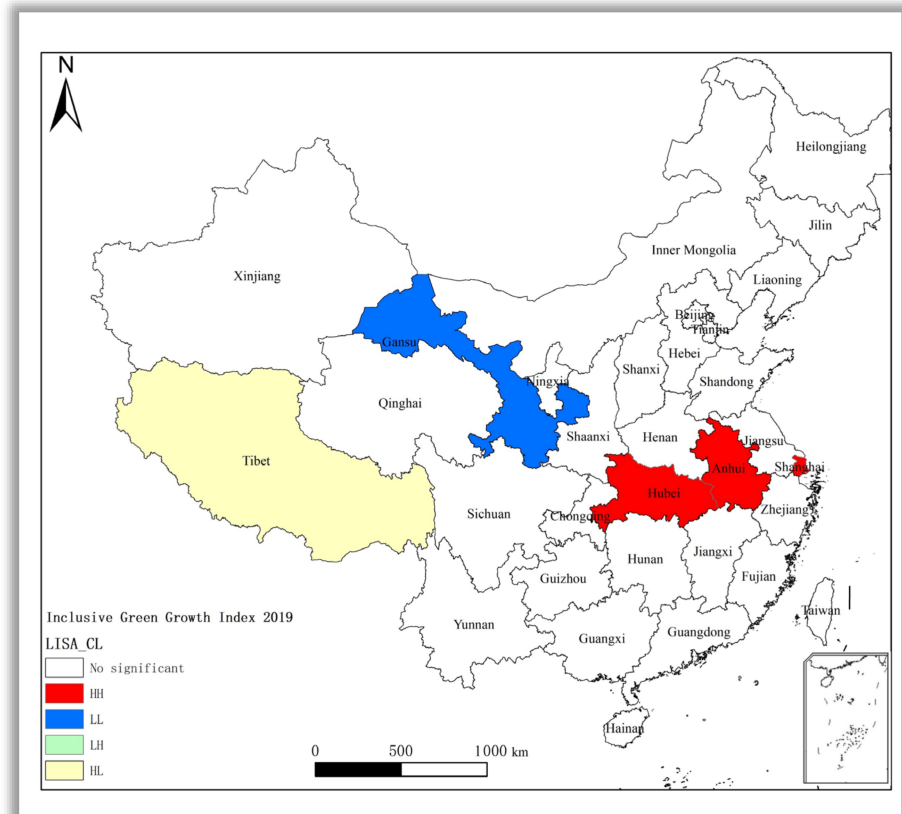 N
Heilongjiang
Jilin
Inner Mongolia
Liaoning
Xinjiang
Beijing
Tianjin
Hebei
Gansu
Shanxi
Ningxia
Shandong
Qinghai
Shaanxi
Henan
Jiangsu
Tibet
Anhui
Shanghai
Hubei
Sichuan
Chongqing
Zhejiang
Hunan
Jiangxi
Guizhou
Fujian
Taiwan
Yunnan
Guangxi
Guangdong
Hainan
Inclusive Green Growth Index 2019
LISA_CL
No significant
HH
LL
LH
HL
0 500 1000 km